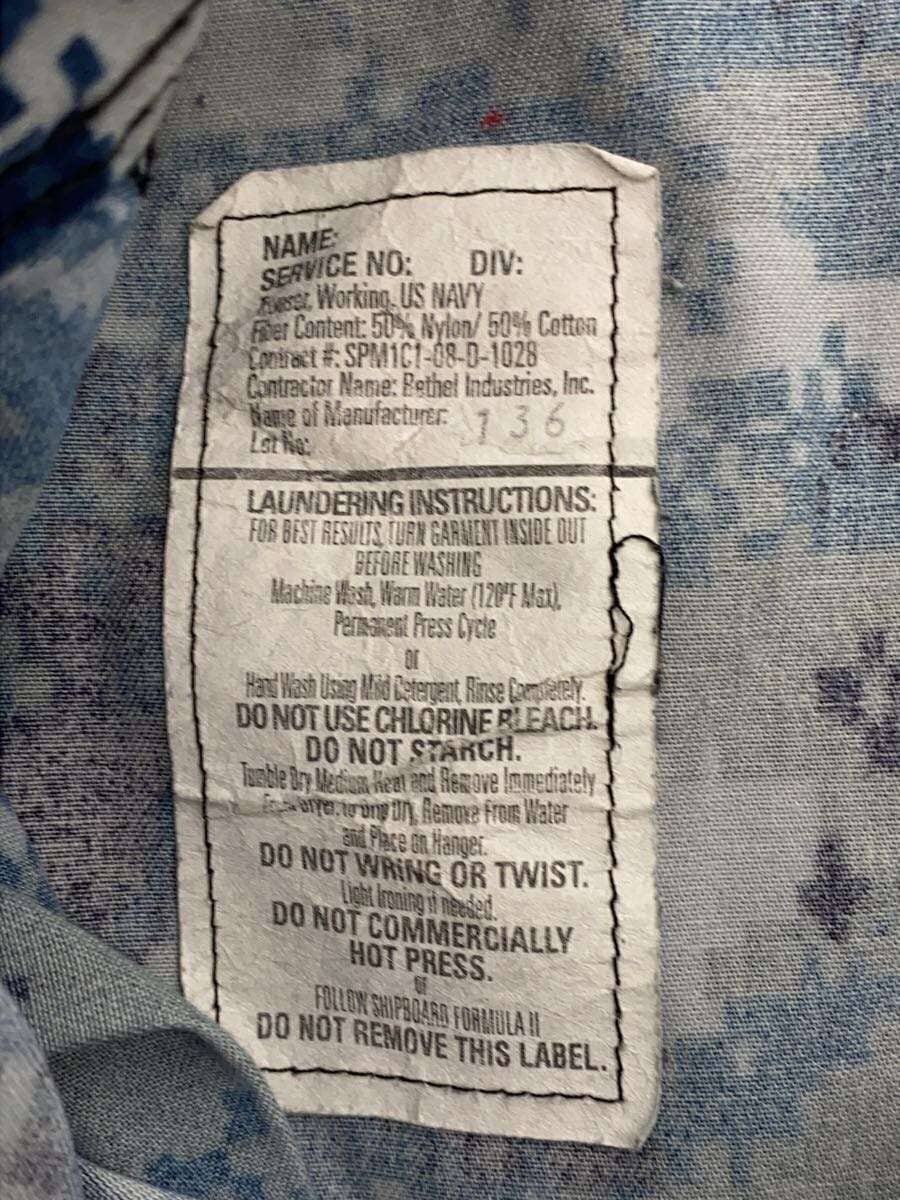 NAME:
SERVICE NO: DIV:
Working, US NAVY
Fiber Content: 50% Nylon/ 50% Cotton
Contract #: SPM1C1-08-D-1028
Contractor Name: Bethel Industries, Inc.
Name of Manufacturer: 136
Lot No:
LAUNDERING INSTRUCTIONS:
FOR BEST RESULTS, TURN GARMENT INSIDE OUT
BEFORE WASHING
Machine Wash, Warm Water (120°F Max),
Permanent Press Cycle
or
Hand Wash Using Mild Detergent, Rinse Completely.
DO NOT USE CHLORINE BLEACH.
DO NOT STARCH.
Tumble Dry Medium Heat and Remove Immediately
Dry, Remove From Water
and Place on Hanger.
DO NOT WRING OR TWIST.
Light Ironing if needed.
DO NOT COMMERCIALLY
HOT PRESS.
or
FOLLOW SHIPBOARD FORMULA II
DO NOT REMOVE THIS LABEL.